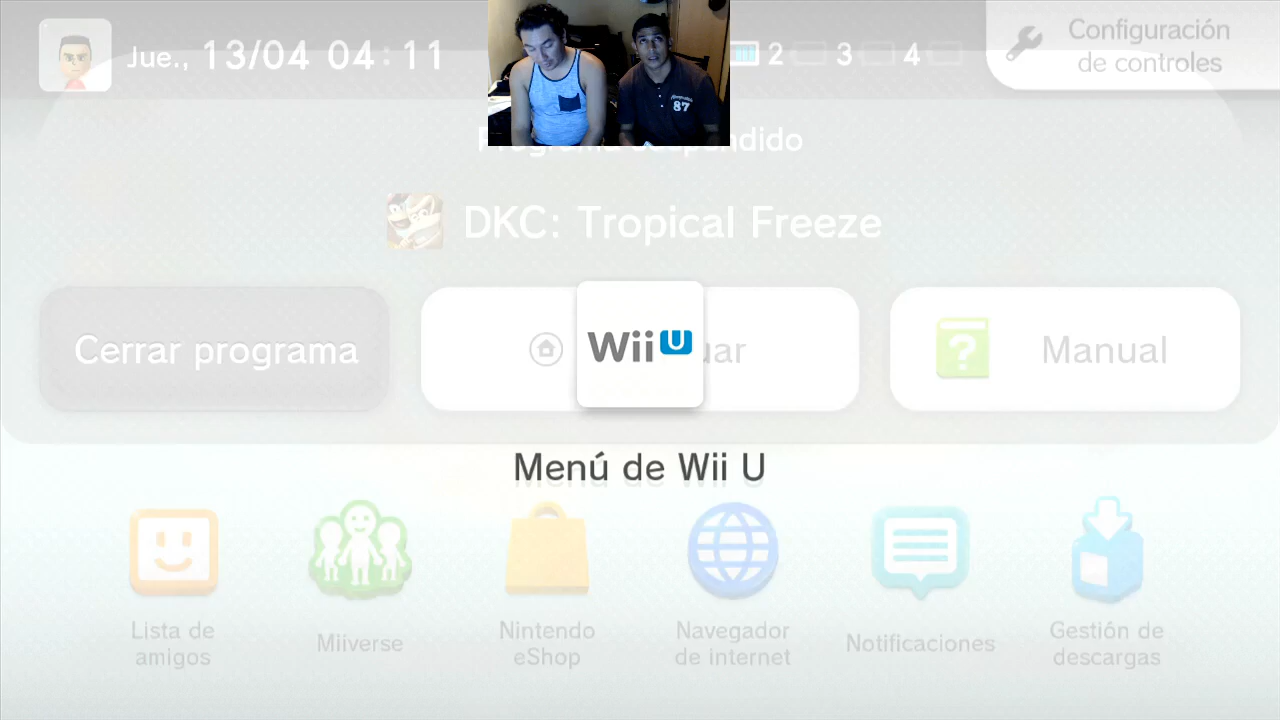 Jue., 13/04 04:11
2 3 4
Configuración
de controles
87
DKC: Tropical Freeze
Cerrar programa
Wii U
Manual
Menú de Wii U
Lista de
amigos
Miiverse
Nintendo
eShop
Navegador
de internet
Notificaciones
Gestión de
descargas